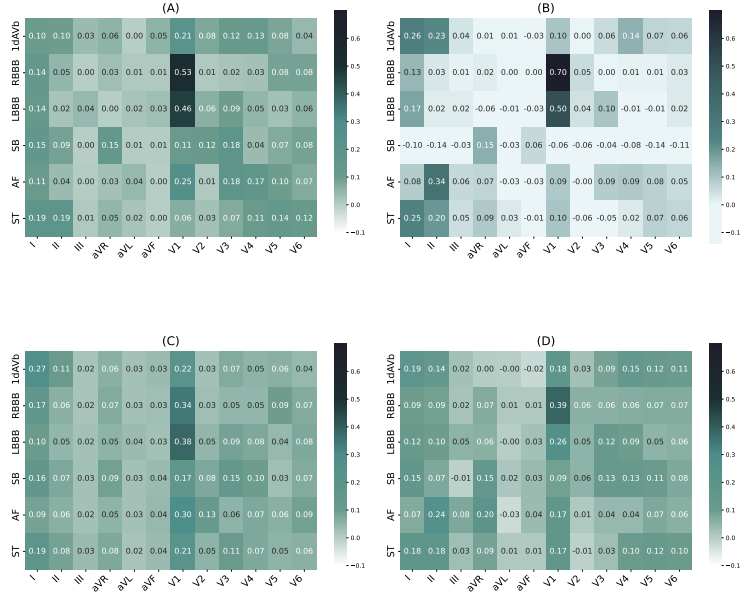 (A)
1dAVb 0.10 0.10 0.03 0.06 0.00 0.05 0.21 0.08 0.12 0.13 0.08 0.04
RBBB 0.14 0.05 0.00 0.03 0.01 0.01 0.53 0.01 0.02 0.03 0.08 0.08
LBBB 0.14 0.02 0.04 0.00 0.02 0.03 0.46 0.06 0.09 0.05 0.03 0.06
SB 0.15 0.09 0.00 0.15 0.01 0.01 0.11 0.12 0.18 0.04 0.07 0.08
AF 0.11 0.04 0.00 0.03 0.04 0.00 0.25 0.01 0.18 0.17 0.10 0.07
ST 0.19 0.19 0.01 0.05 0.02 0.00 0.06 0.03 0.07 0.11 0.14 0.12
I II III aVR aVL aVF V1 V2 V3 V4 V5 V6
0.6
0.5
0.4
0.3
0.2
0.1
0.0
−0.1
(B)
1dAVb 0.26 0.23 0.04 0.01 0.01 -0.03 0.10 0.00 0.06 0.14 0.07 0.06
RBBB 0.13 0.03 0.01 0.02 0.00 0.00 0.70 0.05 0.00 0.01 0.01 0.03
LBBB 0.17 0.02 0.02 -0.06 -0.01 -0.03 0.50 0.04 0.10 -0.01 -0.01 0.02
SB -0.10 -0.14 -0.03 0.15 -0.03 0.06 -0.06 -0.06 -0.04 -0.08 -0.14 -0.11
AF 0.08 0.34 0.06 0.07 -0.03 -0.03 0.09 -0.00 0.09 0.09 0.08 0.05
ST 0.25 0.20 0.05 0.09 0.03 -0.03 0.10 -0.06 -0.05 0.02 0.07 0.06
I II III aVR aVL aVF V1 V2 V3 V4 V5 V6
0.6
0.5
0.4
0.3
0.2
0.1
0.0
−0.1
(C)
1dAVb 0.27 0.11 0.02 0.06 0.03 0.03 0.22 0.03 0.07 0.05 0.06 0.04
RBBB 0.17 0.06 0.02 0.07 0.02 0.03 0.34 0.03 0.05 0.05 0.09 0.07
LBBB 0.10 0.05 0.02 0.05 0.04 0.03 0.38 0.05 0.09 0.08 0.04 0.08
SB 0.16 0.07 0.03 0.09 0.03 0.04 0.17 0.08 0.15 0.10 0.03 0.07
AF 0.09 0.06 0.02 0.05 0.02 0.04 0.30 0.13 0.06 0.07 0.06 0.09
ST 0.19 0.08 0.03 0.08 0.02 0.04 0.21 0.05 0.11 0.07 0.05 0.06
I II III aVR aVL aVF V1 V2 V3 V4 V5 V6
0.6
0.5
0.4
0.3
0.2
0.1
0.0
−0.1
(D)
1dAVb 0.19 0.14 0.02 -0.00 -0.00 -0.02 0.18 0.03 0.09 0.15 0.12 0.11
RBBB 0.09 0.09 0.02 0.07 0.01 0.01 0.39 0.06 0.06 0.06 0.07 0.07
LBBB 0.12 0.10 0.05 0.06 -0.00 0.03 0.26 0.05 0.12 0.09 0.05 0.06
SB 0.15 0.07 -0.01 0.15 0.02 0.03 0.09 0.06 0.13 0.13 0.11 0.08
AF 0.07 0.24 0.08 0.20 -0.03 0.04 0.17 0.01 0.04 0.04 0.07 0.06
ST 0.18 0.18 0.03 0.09 0.01 0.01 0.17 -0.01 0.03 0.10 0.12 0.10
I II III aVR aVL aVF V1 V2 V3 V4 V5 V6
0.6
0.5
0.4
0.3
0.2
0.1
0.0
−0.1